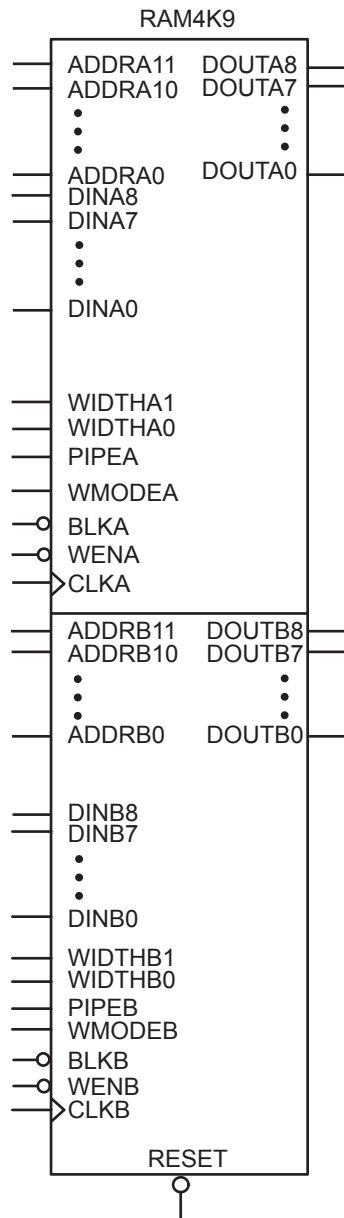 RAM4K9
ADDRA11 DOUTA8
ADDRA10 DOUTA7
ADDRA0 DOUTA0
DINA8
DINA7
DINA0
WIDTHA1
WIDTHA0
PIPEA
WMODEA
BLKA
WENA
CLKA
ADDRB11 DOUTB8
ADDRB10 DOUTB7
ADDRB0 DOUTB0
DINB8
DINB7
DINB0
WIDTHB1
WIDTHB0
PIPEB
WMODEB
BLKB
WENB
CLKB
RESET